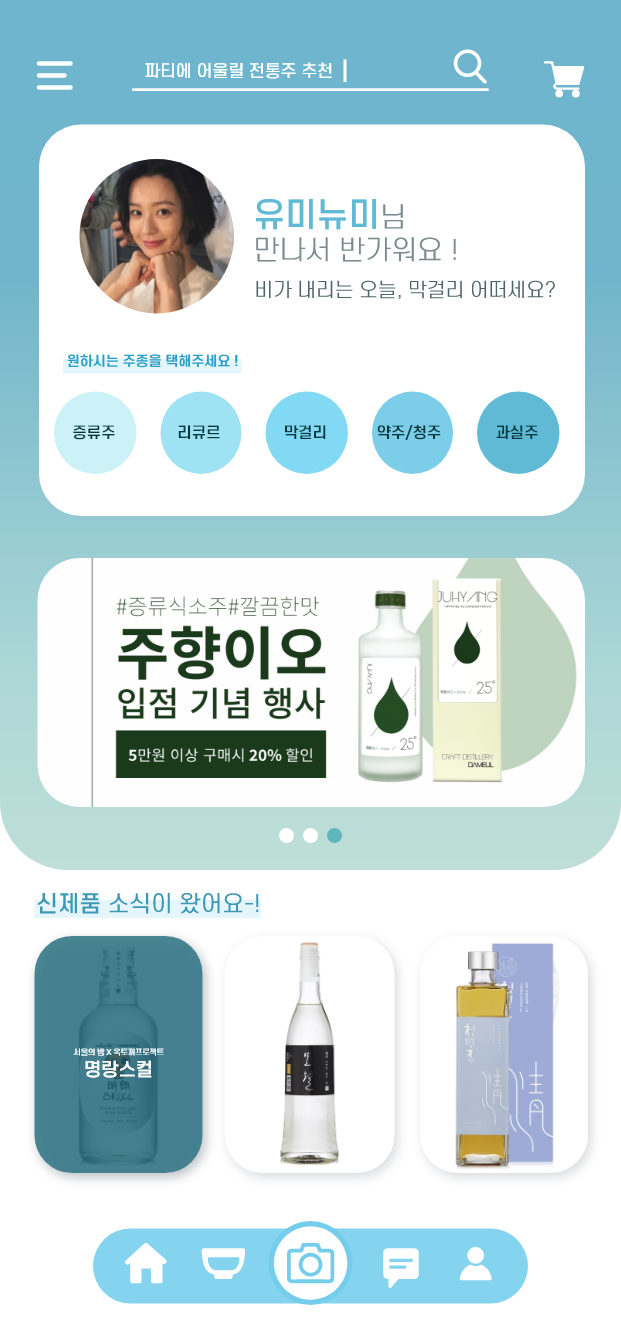 파티에 어울릴 전통주 추천
유미뉴미님
만나서 반가워요 !
비가 내리는 오늘, 막걸리 어떠세요?
원하시는 주종을 택해주세요 !
증류주
리큐르
막걸리
약주/청주
과실주
#증류식소주#깔끔한맛
주향이오
입점 기념 행사
5만원 이상 구매시 20% 할인
JUHYANG
25°
JUHYANG
25°
CRAFT DISTILLERY
DAMEUL
신제품 소식이 왔어요-!
서울의 밤 X 옥토끼프로젝트
명랑스컬
SKULL